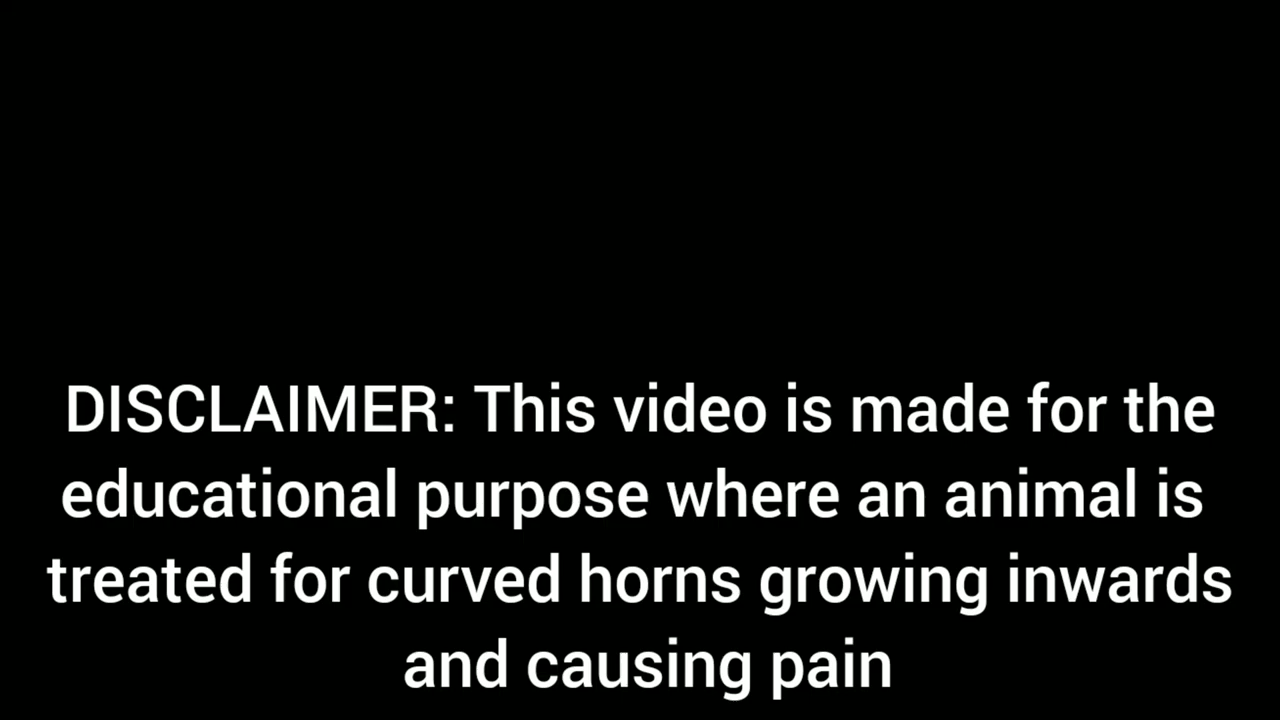 DISCLAIMER: This video is made for the
educational purpose where an animal is
treated for curved horns growing inwards
and causing pain